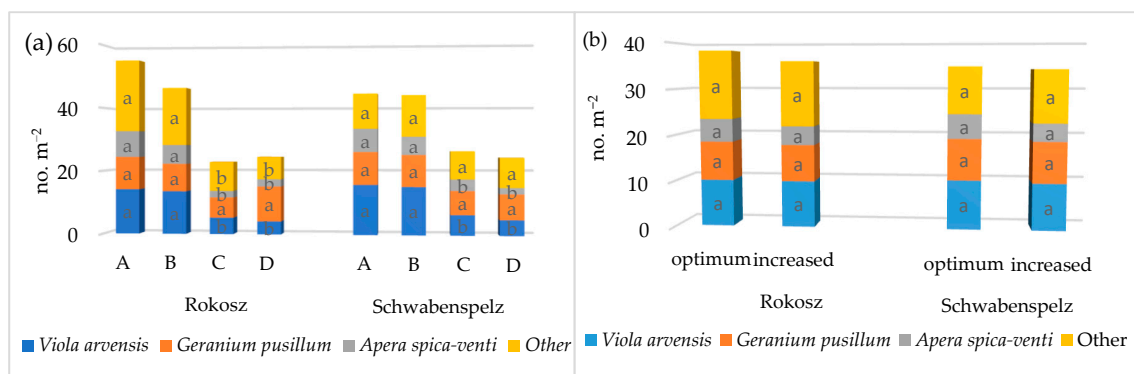 (a)
60
40
20
0
no. m−2
a a a a
a a a a
b b a b
b b a b
a a a a
a a a a
a b a b
a b a b
A B C D A B C D
Rokosz Schwabenspelz
Viola arvensis Geranium pusillum Apera spica-venti Other
(b)
40
30
20
10
0
no. m−2
a a a a
a a a a
a a a a
a a a a
optimum increased optimum increased
Rokosz Schwabenspelz
Viola arvensis Geranium pusillum Apera spica-venti Other